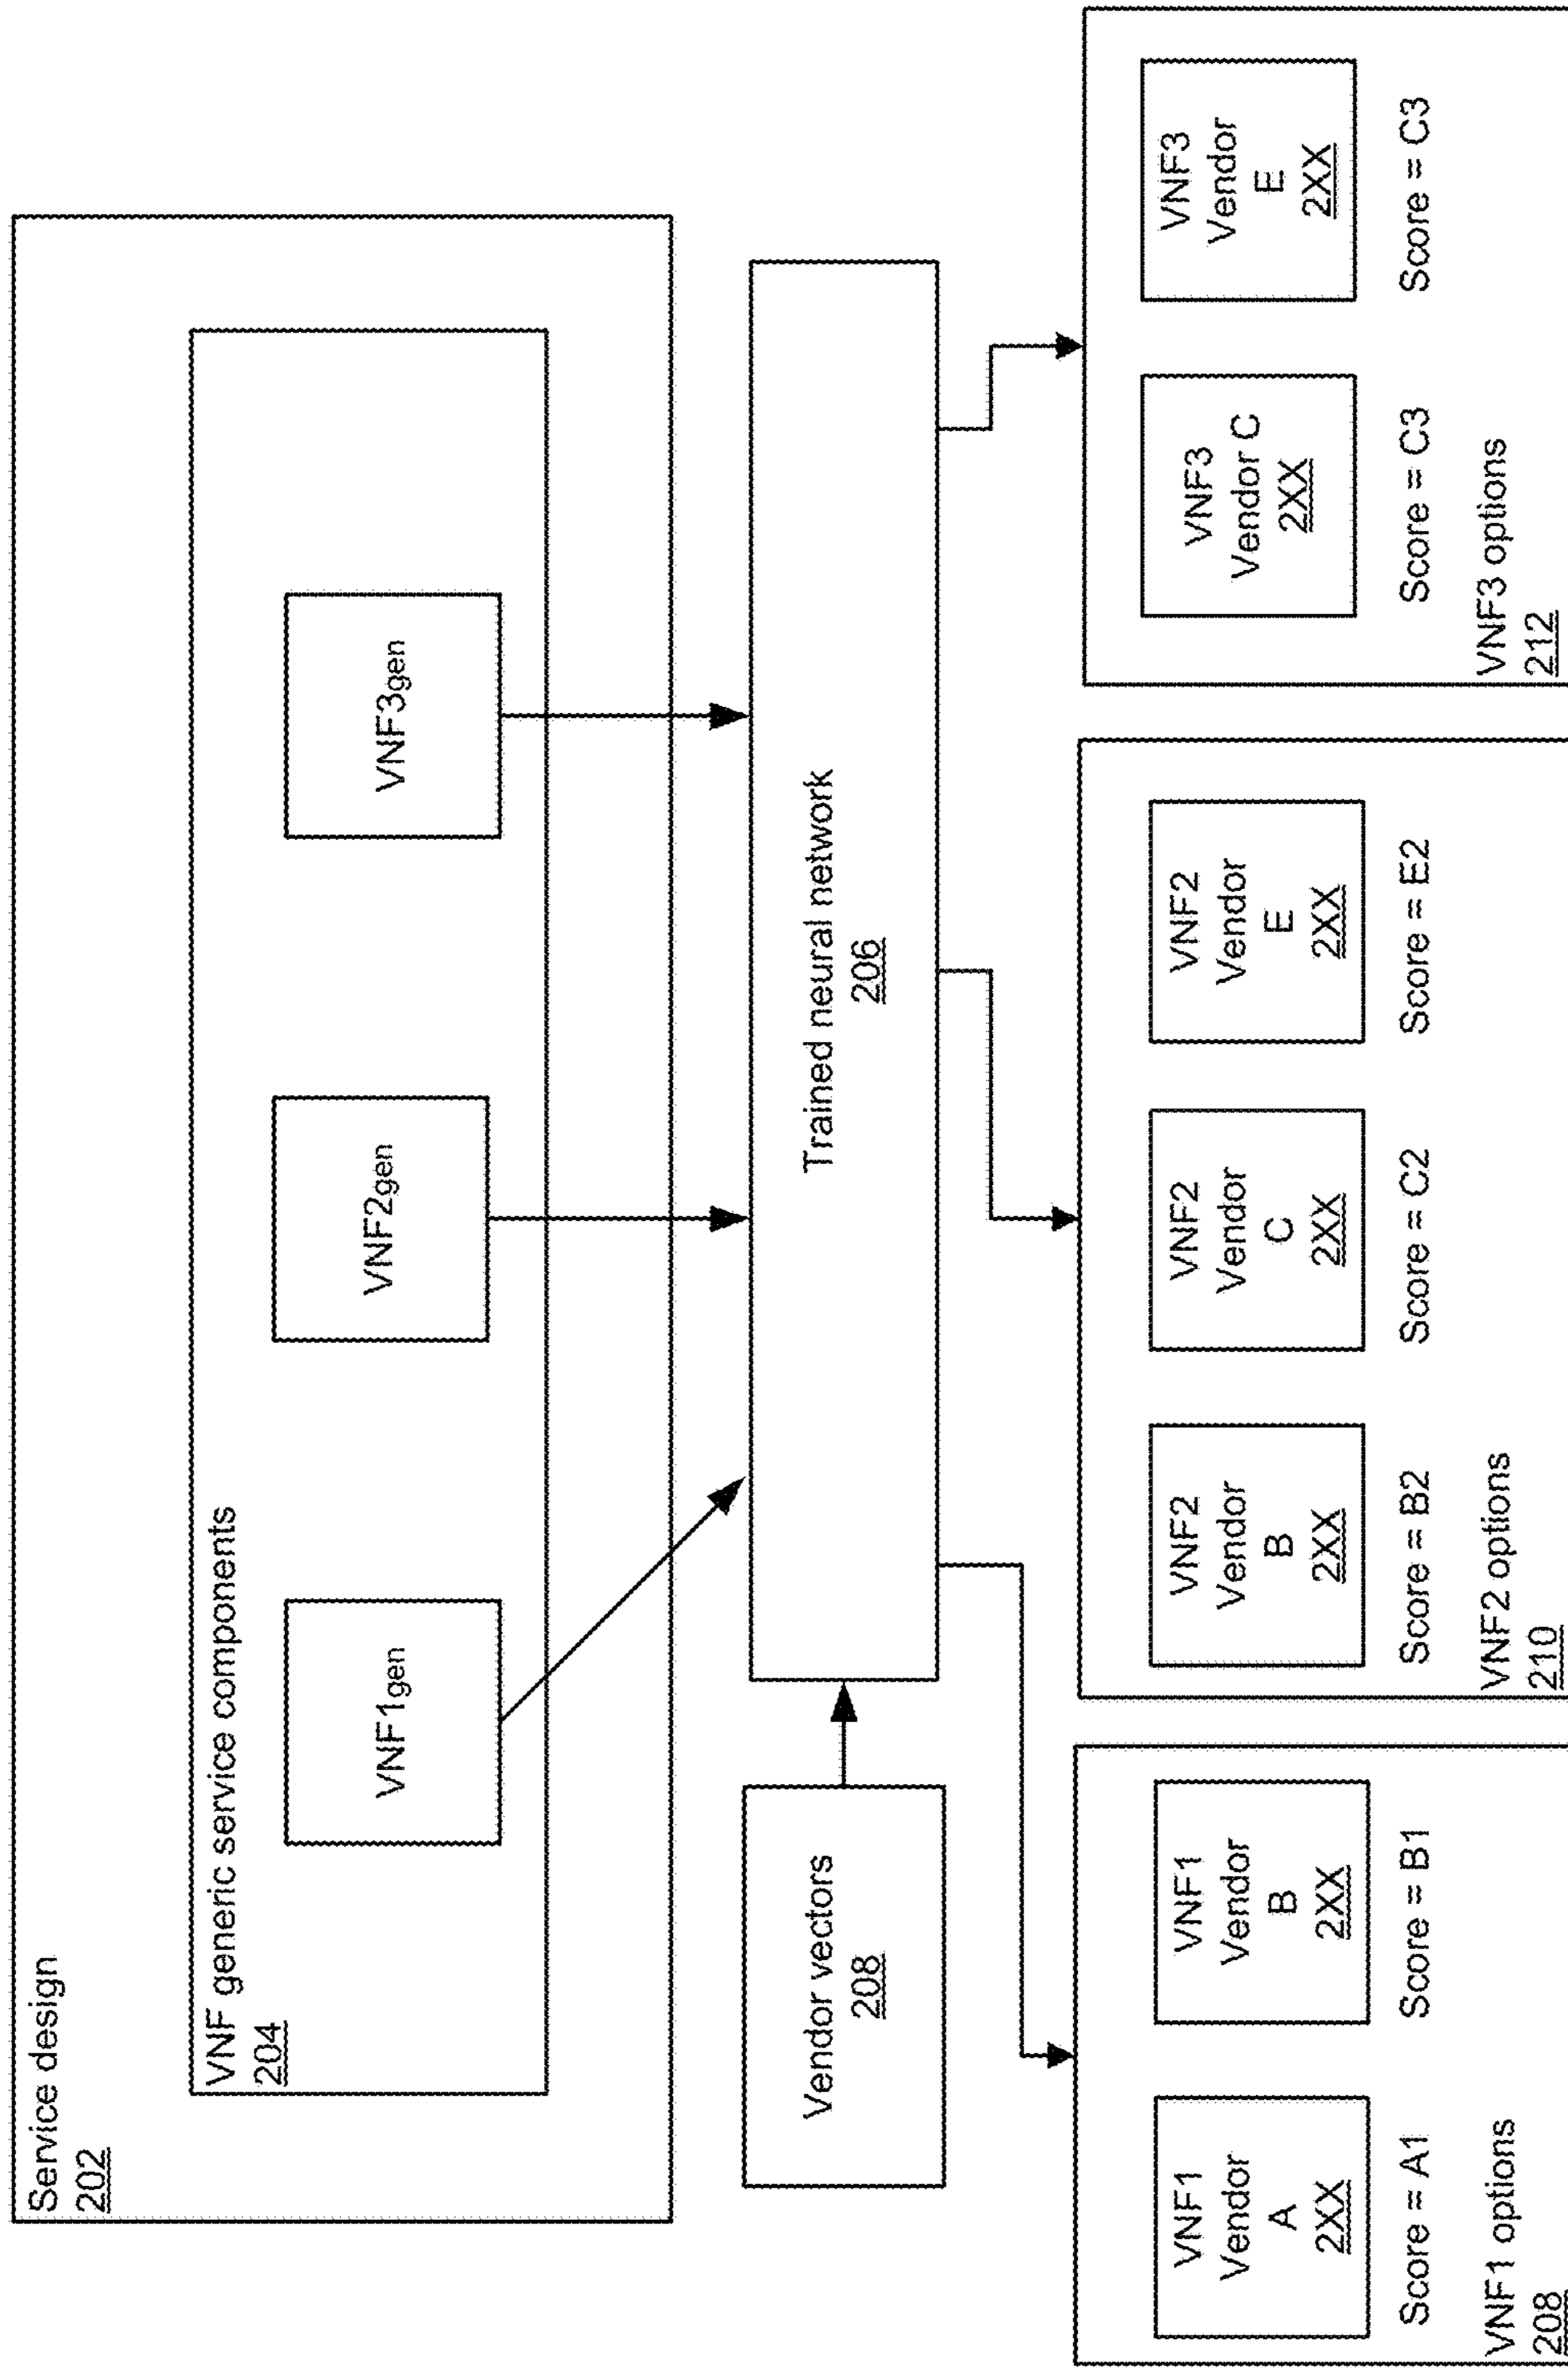 Service design
202
VNF generic service components
204
VNF1gen
VNF2gen
VNF3gen
Vendor vectors
208
Trained neural network
206
VNF1
Vendor
A
2XX
Score = A1
VNF1
Vendor
B
2XX
Score = B1
VNF1 options
208
VNF2
Vendor
B
2XX
Score = B2
VNF2
Vendor
C
2XX
Score = C2
VNF2
Vendor
E
2XX
Score = E2
VNF2 options
210
VNF3
Vendor C
2XX
Score = C3
VNF3
Vendor
E
2XX
Score = C3
VNF3 options
212